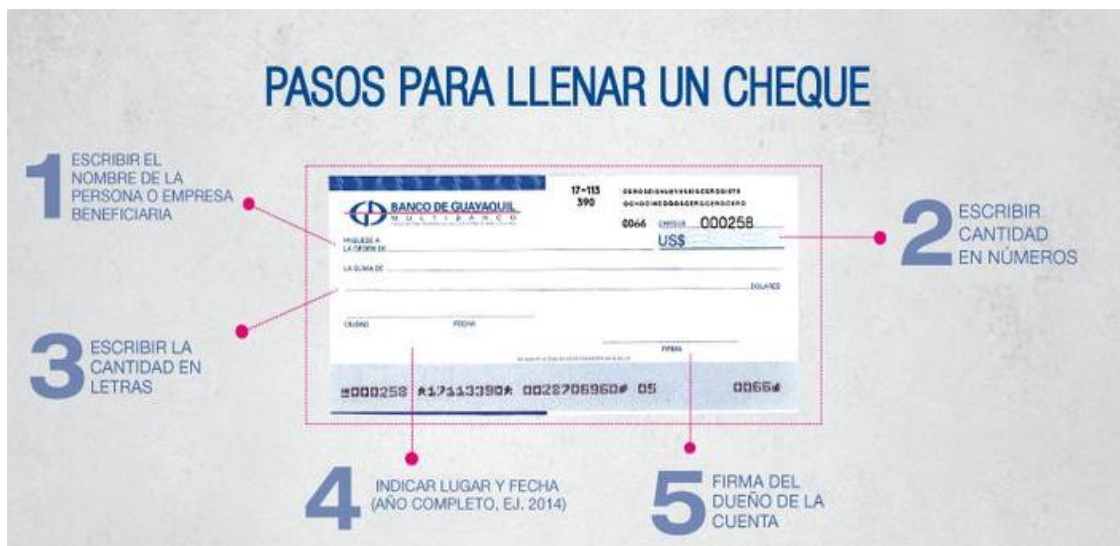 PASOS PARA LLENAR UN CHEQUE
1
ESCRIBIR EL
NOMBRE DE LA
PERSONA O EMPRESA
BENEFICIARIA
2
ESCRIBIR
CANTIDAD
EN NÚMEROS
3
ESCRIBIR LA
CANTIDAD EN
LETRAS
4
INDICAR LUGAR Y FECHA
(AÑO COMPLETO, EJ. 2014)
5
FIRMA DEL
DUEÑO DE LA
CUENTA
BANCO DE GUAYAQUIL
MULTIBANCO
17-113
390
0066 CHEQUE 000258
US$
PAGUESE A
LA ORDEN DE
LA SUMA DE
DOLARES
CIUDAD FECHA
FIRMA
000258 17113390 0028706960 05 0066